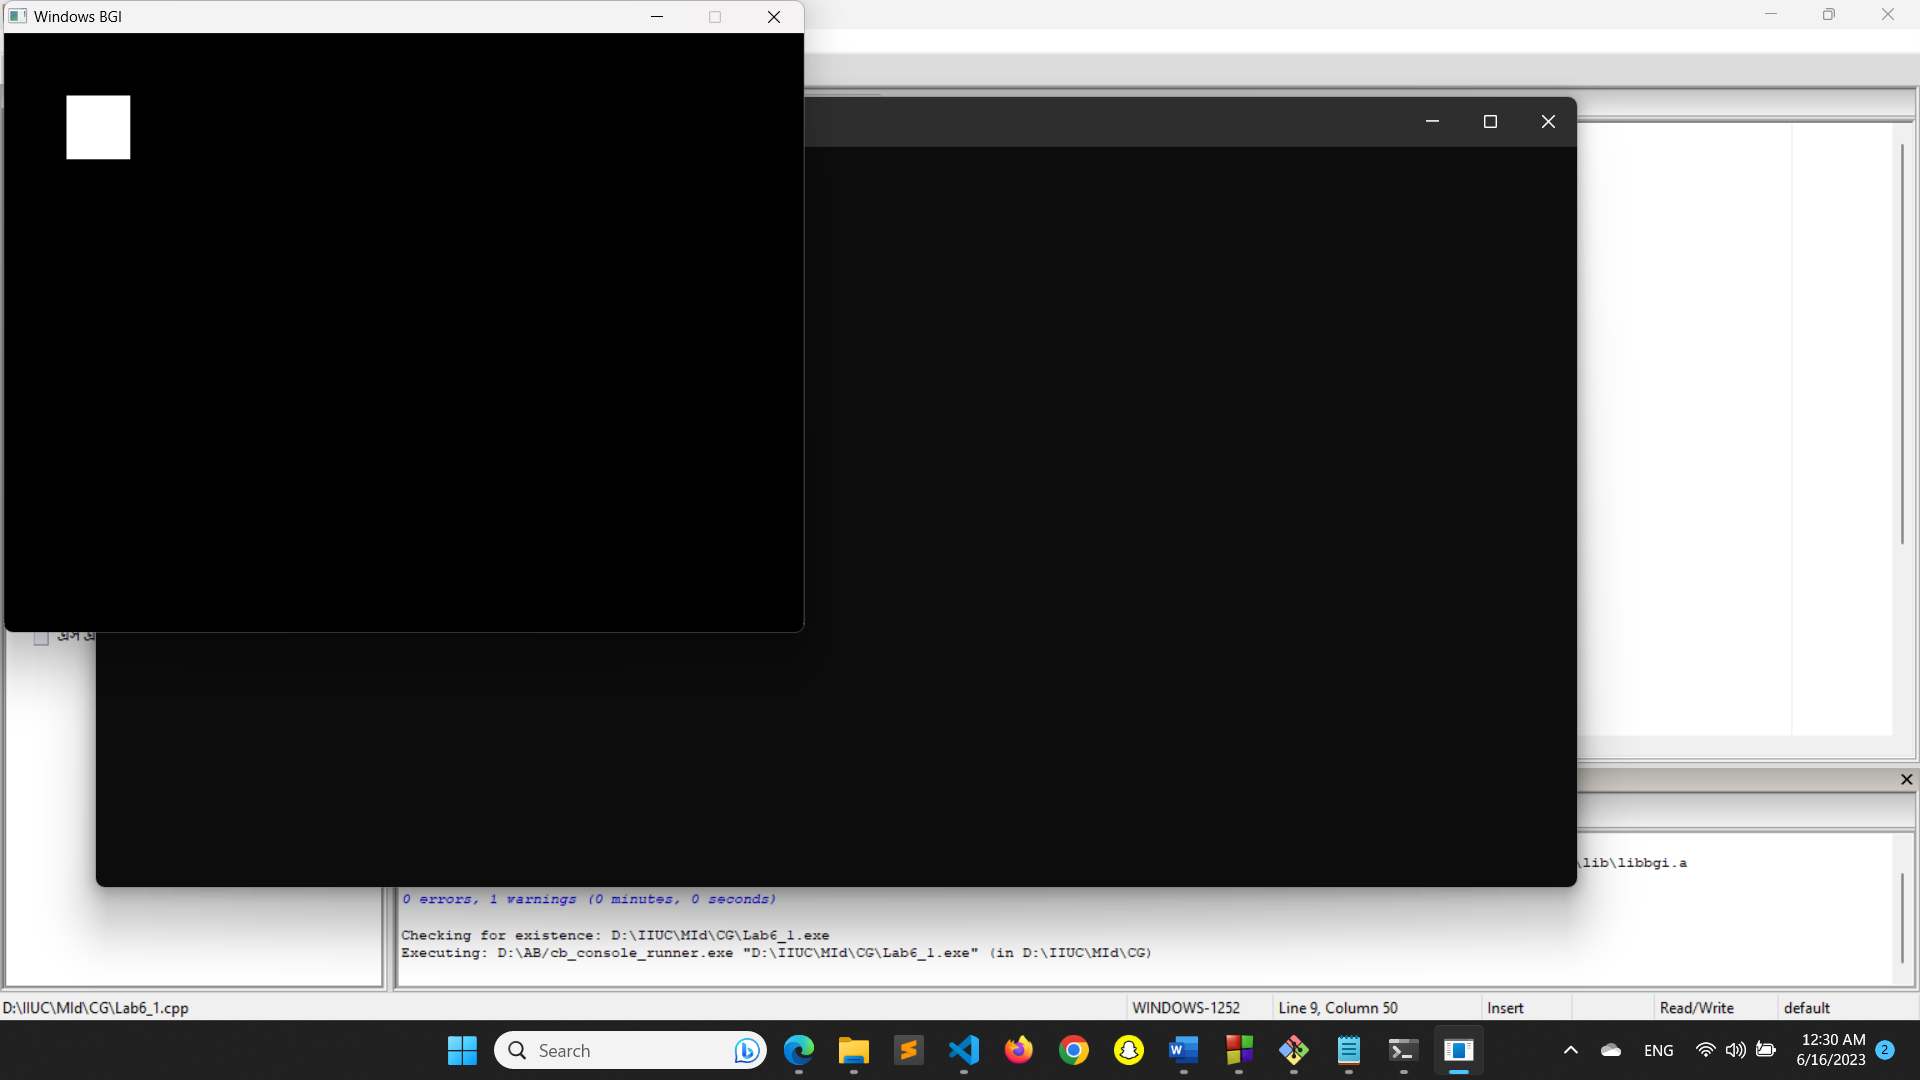 Windows BGI
\lib\libbgi.a
0 errors, 1 warnings (0 minutes, 0 seconds)
Checking for existence: D:\IIUC\MId\CG\Lab6_1.exe
Executing: D:\AB/cb_console_runner.exe "D:\IIUC\MId\CG\Lab6_1.exe" (in D:\IIUC\MId\CG)
D:\IIUC\MId\CG\Lab6_1.cpp
WINDOWS-1252
Line 9, Column 50
Insert
Read/Write
default
Search
ENG
12:30 AM
6/16/2023
2